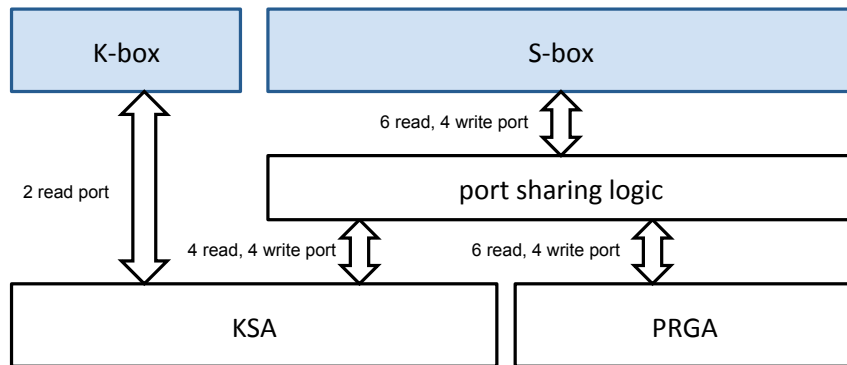 K-box
S-box
6 read, 4 write port
2 read port
port sharing logic
4 read, 4 write port
6 read, 4 write port
KSA
PRGA